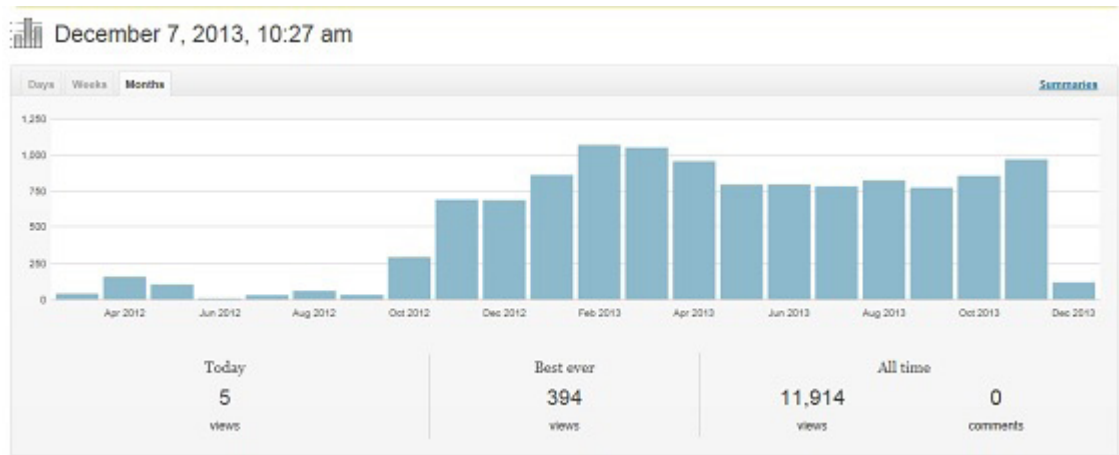 December 7, 2013, 10:27 am
Days Weeks Months Summaries
1,250
1,000
750
500
250
0
Apr 2012 Jun 2012 Aug 2012 Oct 2012 Dec 2012 Feb 2013 Apr 2013 Jun 2013 Aug 2013 Oct 2013 Dec 2013
Today Best ever All time
5 394 11,914 0
views views views comments